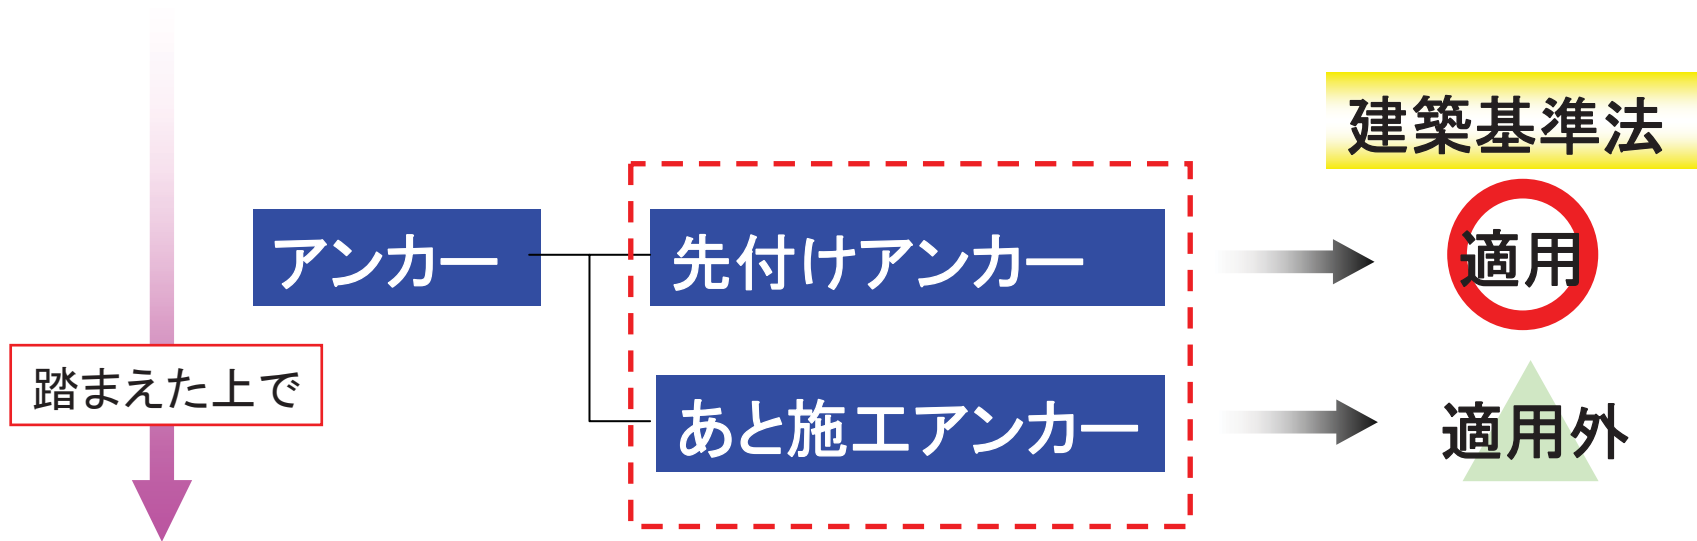 建築基準法
アンカー
先付けアンカー
適用
踏まえた上で
あと施工アンカー
適用外